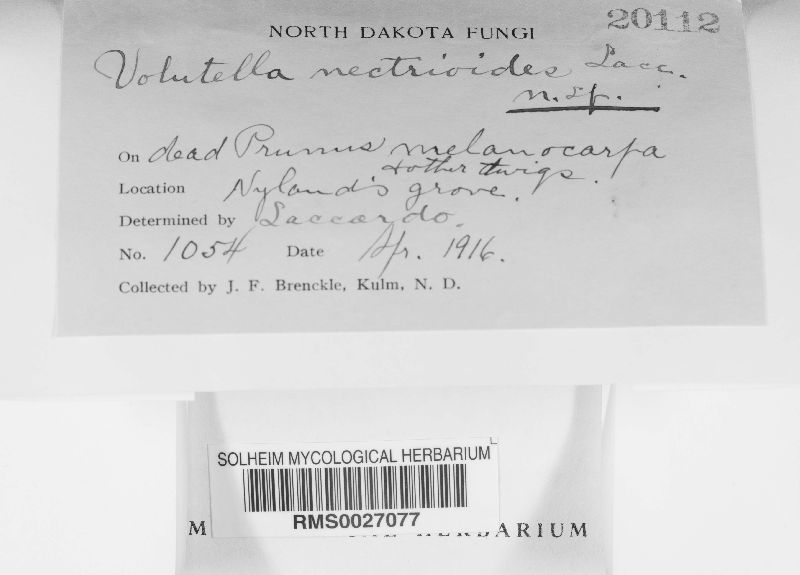 20112
NORTH DAKOTA FUNGI
Volutella nectrioides Sacc.
n. sp.
On dead Prunus melanocarpa
& other twigs.
Location Nyland's grove.
Determined by Saccardo.
No. 1054 Date Apr. 1916.
Collected by J. F. Brenckle, Kulm, N. D.
SOLHEIM MYCOLOGICAL HERBARIUM
RMS0027077
M HERBARIUM